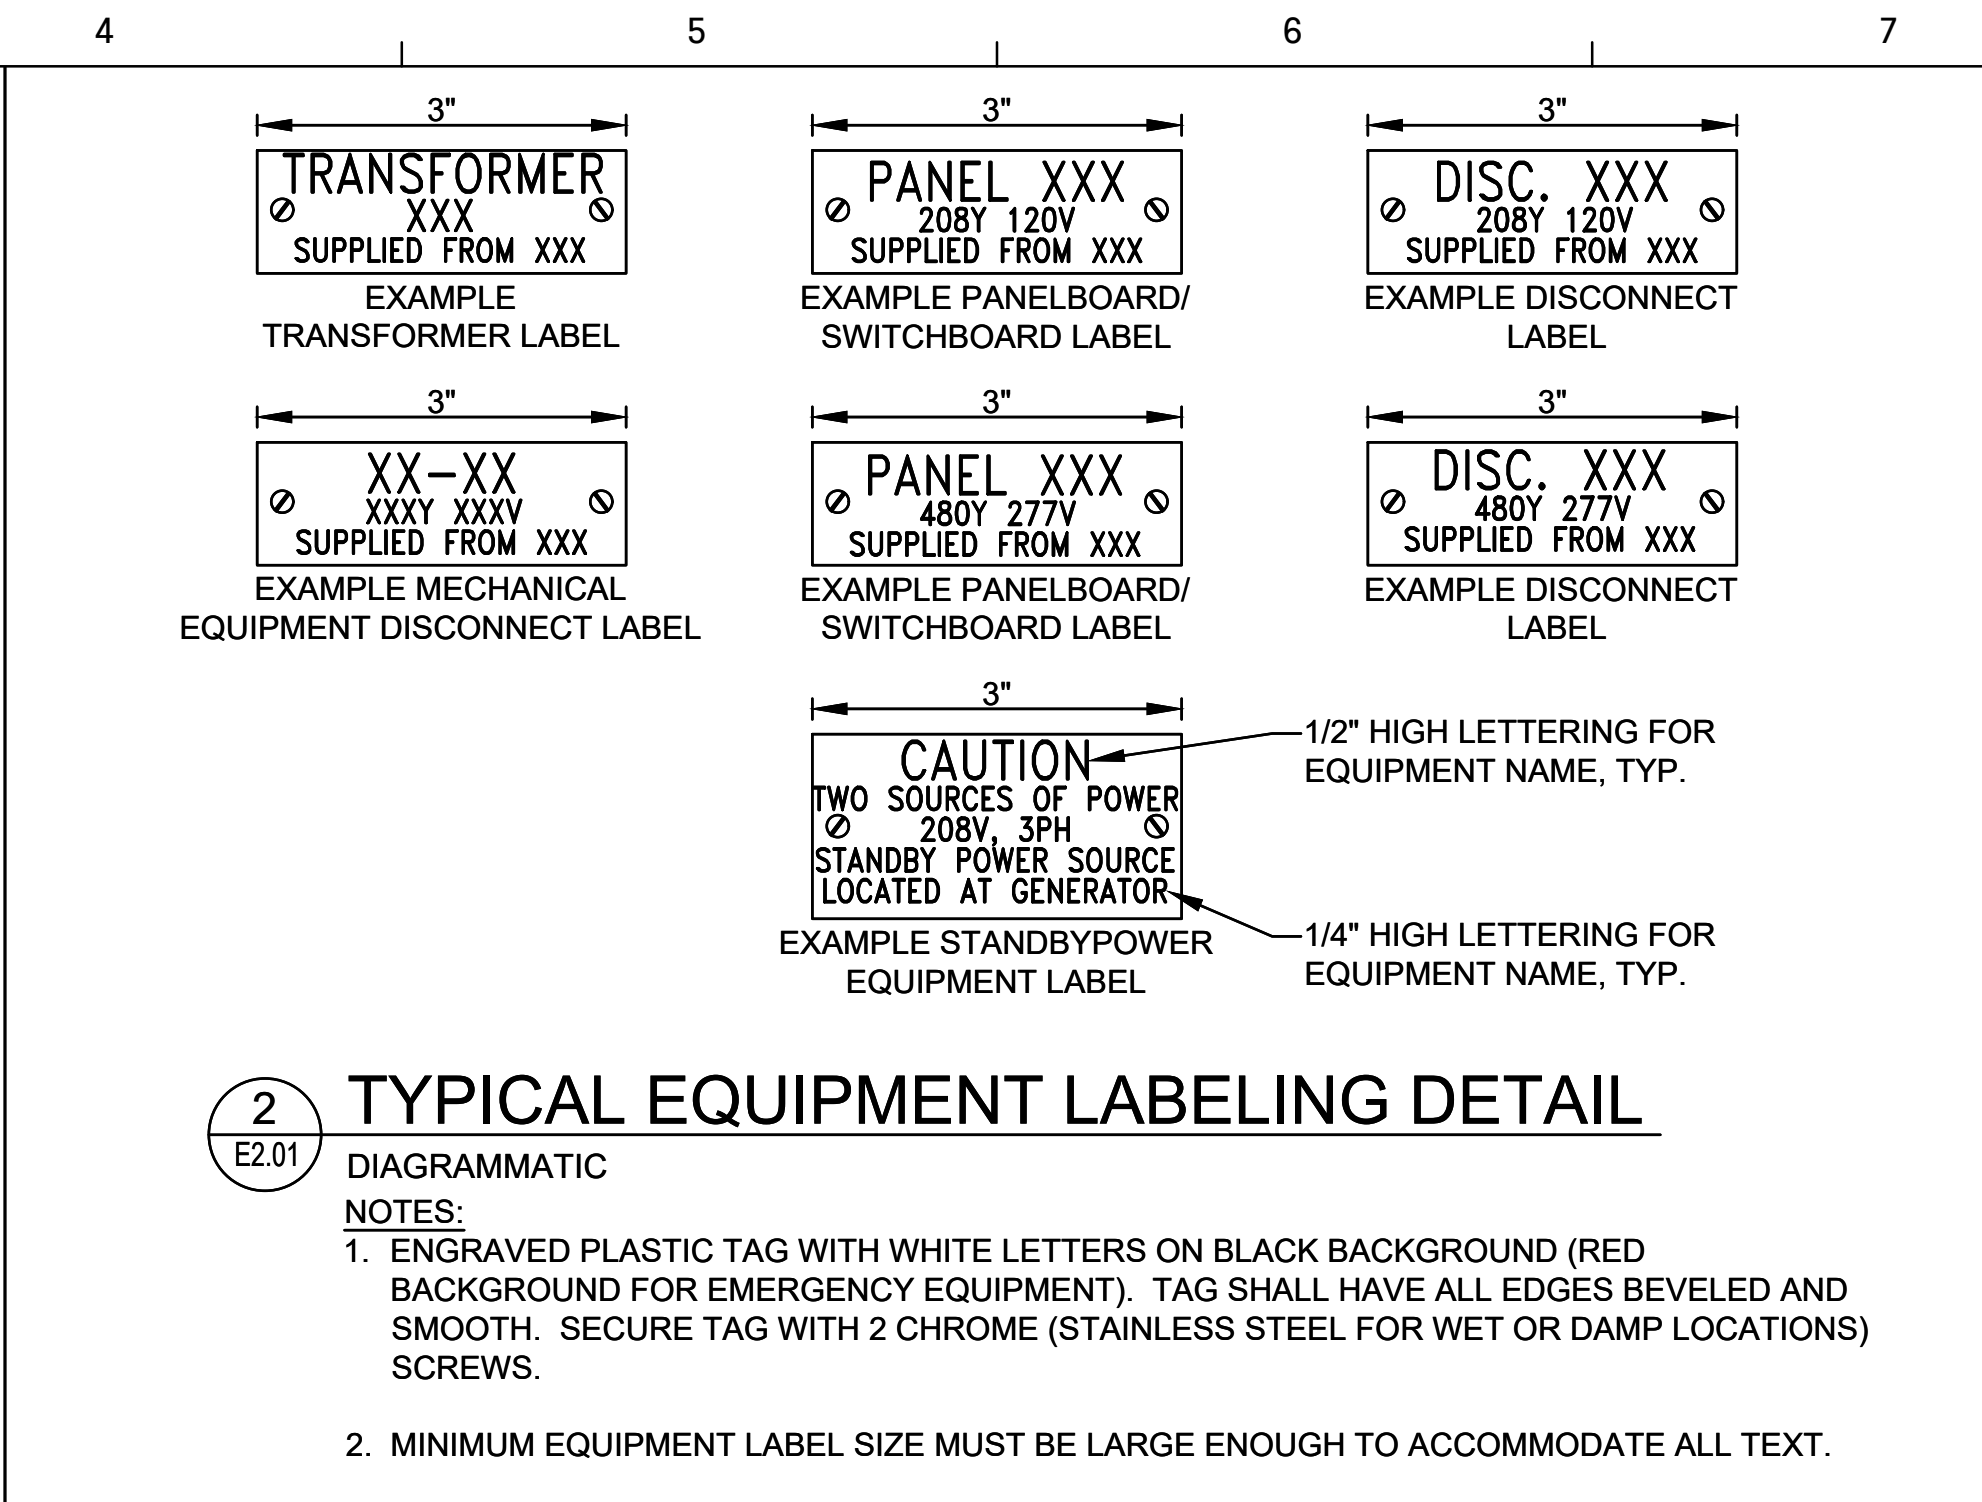 4 5 6 7
3" 3" 3"
TRANSFORMER
XXX
SUPPLIED FROM XXX
EXAMPLE
TRANSFORMER LABEL
PANEL XXX
208Y 120V
SUPPLIED FROM XXX
EXAMPLE PANELBOARD/
SWITCHBOARD LABEL
DISC. XXX
208Y 120V
SUPPLIED FROM XXX
EXAMPLE DISCONNECT
LABEL
3" 3" 3"
XX-XX
XXXY XXXV
SUPPLIED FROM XXX
EXAMPLE MECHANICAL
EQUIPMENT DISCONNECT LABEL
PANEL XXX
480Y 277V
SUPPLIED FROM XXX
EXAMPLE PANELBOARD/
SWITCHBOARD LABEL
DISC. XXX
480Y 277V
SUPPLIED FROM XXX
EXAMPLE DISCONNECT
LABEL
3"
CAUTION
TWO SOURCES OF POWER
208V, 3PH
STANDBY POWER SOURCE
LOCATED AT GENERATOR
EXAMPLE STANDBYPOWER
EQUIPMENT LABEL
1/2" HIGH LETTERING FOR
EQUIPMENT NAME, TYP.
1/4" HIGH LETTERING FOR
EQUIPMENT NAME, TYP.
2
E2.01
TYPICAL EQUIPMENT LABELING DETAIL
DIAGRAMMATIC
NOTES:
1. ENGRAVED PLASTIC TAG WITH WHITE LETTERS ON BLACK BACKGROUND (RED
BACKGROUND FOR EMERGENCY EQUIPMENT). TAG SHALL HAVE ALL EDGES BEVELED AND
SMOOTH. SECURE TAG WITH 2 CHROME (STAINLESS STEEL FOR WET OR DAMP LOCATIONS)
SCREWS.
2. MINIMUM EQUIPMENT LABEL SIZE MUST BE LARGE ENOUGH TO ACCOMMODATE ALL TEXT.